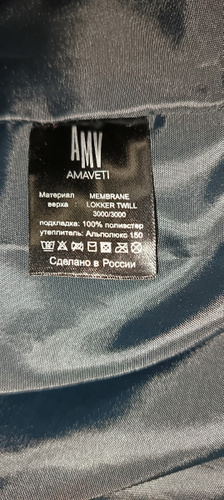 AMV
AMAVETI
Материал MEMBRANE
верха : LOKKER TWILL
3000/3000
подкладка: 100% полиэстер
утеплитель: Альполюкс 150
Сделано в России